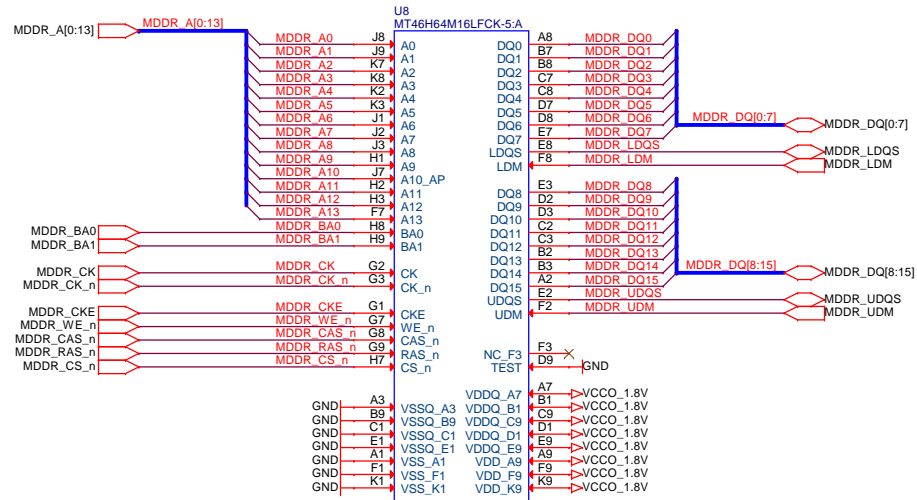 U8
MT46H64M16LFCK-5:A
MDDR_A[0:13] MDDR_A[0:13]
MDDR_A0 J8 A0 DQ0 A8 MDDR_DQ0
MDDR_A1 J9 A1 DQ1 B7 MDDR_DQ1
MDDR_A2 K7 A2 DQ2 B8 MDDR_DQ2
MDDR_A3 K8 A3 DQ3 C7 MDDR_DQ3
MDDR_A4 K2 A4 DQ4 C8 MDDR_DQ4
MDDR_A5 K3 A5 DQ5 D7 MDDR_DQ5
MDDR_A6 J1 A6 DQ6 D8 MDDR_DQ6 MDDR_DQ[0:7] MDDR_DQ[0:7]
MDDR_A7 J2 A7 DQ7 E7 MDDR_DQ7
MDDR_A8 J3 A8 LDQS E8 MDDR_LDQS MDDR_LDQS
MDDR_A9 H1 A9 LDM F8 MDDR_LDM MDDR_LDM
MDDR_A10 J7 A10_AP
MDDR_A11 H2 A11 DQ8 E3 MDDR_DQ8
MDDR_A12 H3 A12 DQ9 D2 MDDR_DQ9
MDDR_A13 F7 A13 DQ10 D3 MDDR_DQ10
MDDR_BA0 MDDR_BA0 H8 BA0 DQ11 C2 MDDR_DQ11
MDDR_BA1 MDDR_BA1 H9 BA1 DQ12 C3 MDDR_DQ12
DQ13 B2 MDDR_DQ13
MDDR_CK MDDR_CK G2 CK DQ14 B3 MDDR_DQ14 MDDR_DQ[8:15] MDDR_DQ[8:15]
MDDR_CK_n MDDR_CK_n G3 CK_n DQ15 A2 MDDR_DQ15
UDQS E2 MDDR_UDQS MDDR_UDQS
MDDR_CKE MDDR_CKE G1 CKE UDM F2 MDDR_UDM MDDR_UDM
MDDR_WE_n MDDR_WE_n G7 WE_n
MDDR_CAS_n MDDR_CAS_n G8 CAS_n
MDDR_RAS_n MDDR_RAS_n G9 RAS_n NC_F3 F3
MDDR_CS_n MDDR_CS_n H7 CS_n TEST D9 GND
VDDQ_A7 A7 VCCO_1.8V
GND A3 VSSQ_A3 VDDQ_B1 B1 VCCO_1.8V
GND B9 VSSQ_B9 VDDQ_C9 C9 VCCO_1.8V
GND C1 VSSQ_C1 VDDQ_D1 D1 VCCO_1.8V
GND E1 VSSQ_E1 VDDQ_E9 E9 VCCO_1.8V
GND A1 VSS_A1 VDD_A9 A9 VCCO_1.8V
GND F1 VSS_F1 VDD_F9 F9 VCCO_1.8V
GND K1 VSS_K1 VDD_K9 K9 VCCO_1.8V